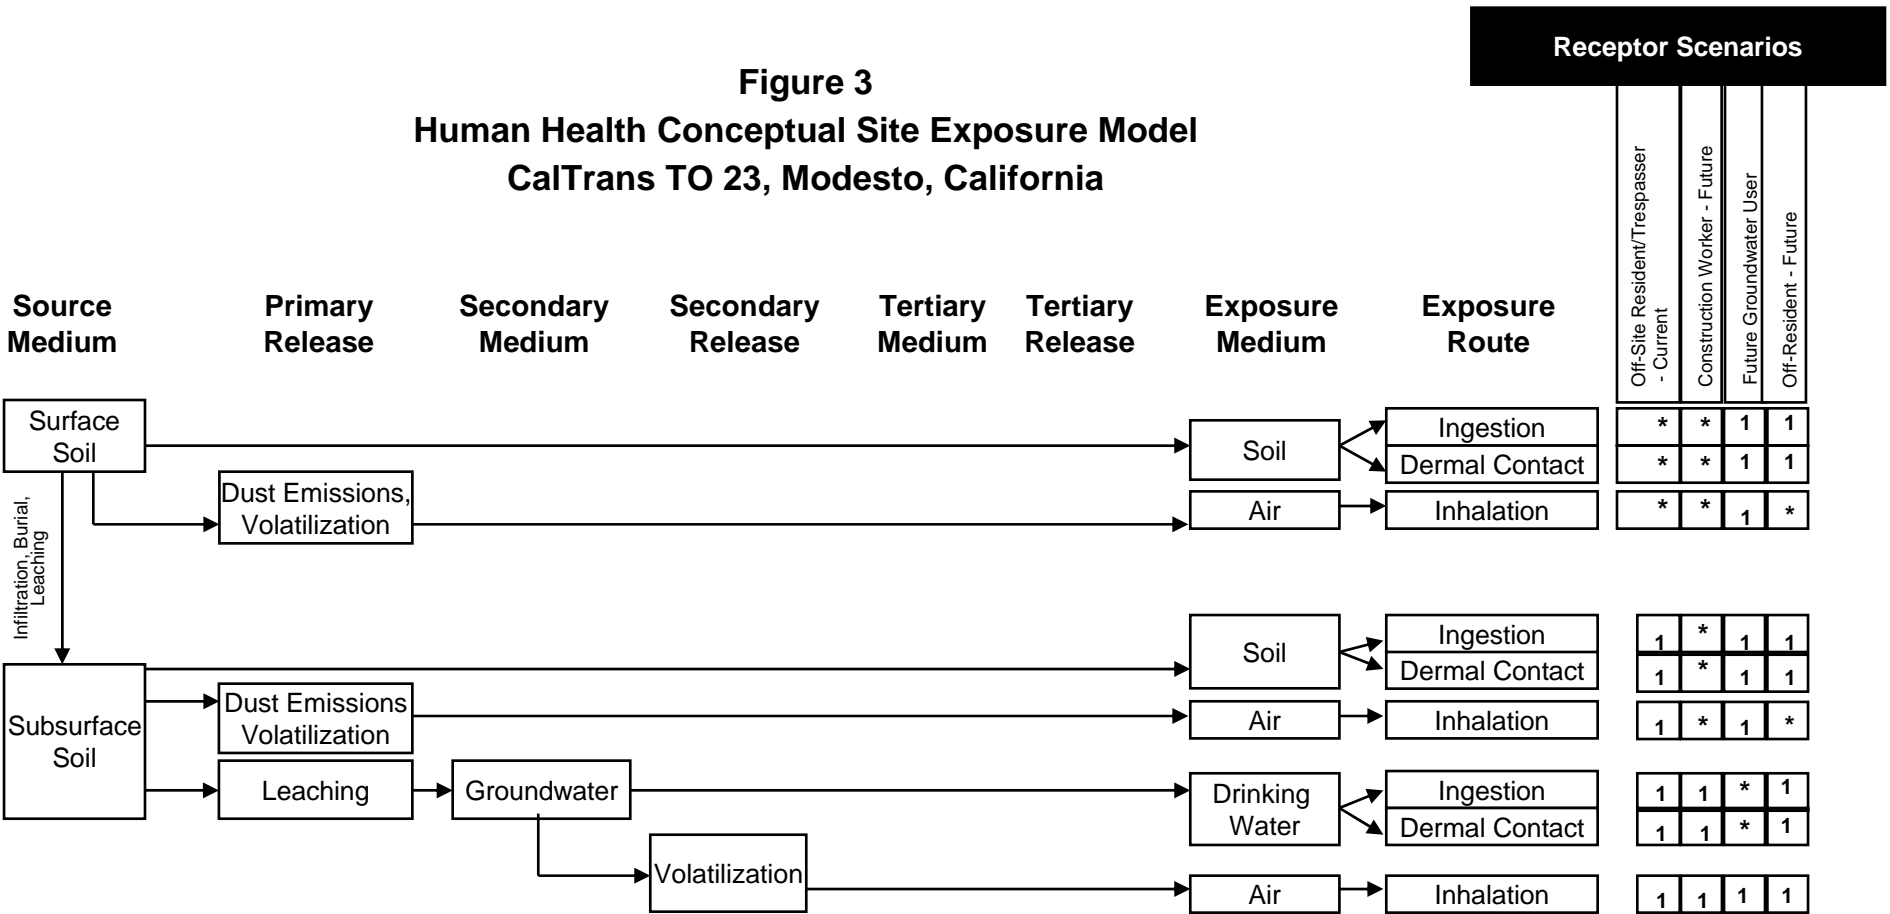 Receptor Scenarios
Figure 3
Human Health Conceptual Site Exposure Model
CalTrans TO 23, Modesto, California
Off-Site Resident/Trespasser
- Current
Construction Worker - Future
Future Groundwater User
Off-Resident - Future
Source
Medium
Primary
Release
Secondary
Medium
Secondary
Release
Tertiary
Medium
Tertiary
Release
Exposure
Medium
Exposure
Route
Surface
Soil
Soil
Ingestion
* * 1 1
Dermal Contact
* * 1 1
Dust Emissions,
Volatilization
Air
Inhalation
* * 1 *
Infiltration, Burial,
Leaching
Subsurface
Soil
Soil
Ingestion
1 * 1 1
Dermal Contact
1 * 1 1
Dust Emissions
Volatilization
Air
Inhalation
1 * 1 *
Leaching
Groundwater
Drinking
Water
Ingestion
1 1 * 1
Dermal Contact
1 1 * 1
Volatilization
Air
Inhalation
1 1 1 1